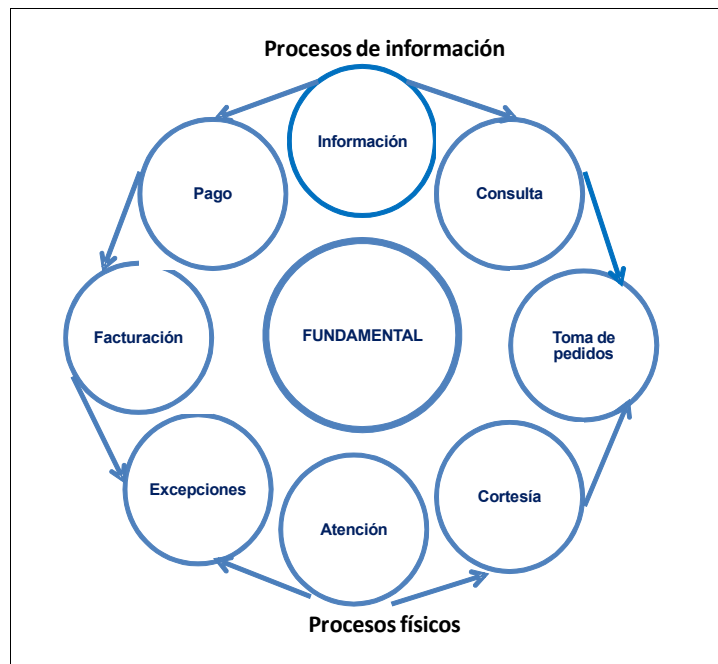 Procesos de información
Información
Pago
Consulta
Facturación
FUNDAMENTAL
Toma de
pedidos
Excepciones
Cortesía
Atención
Procesos físicos